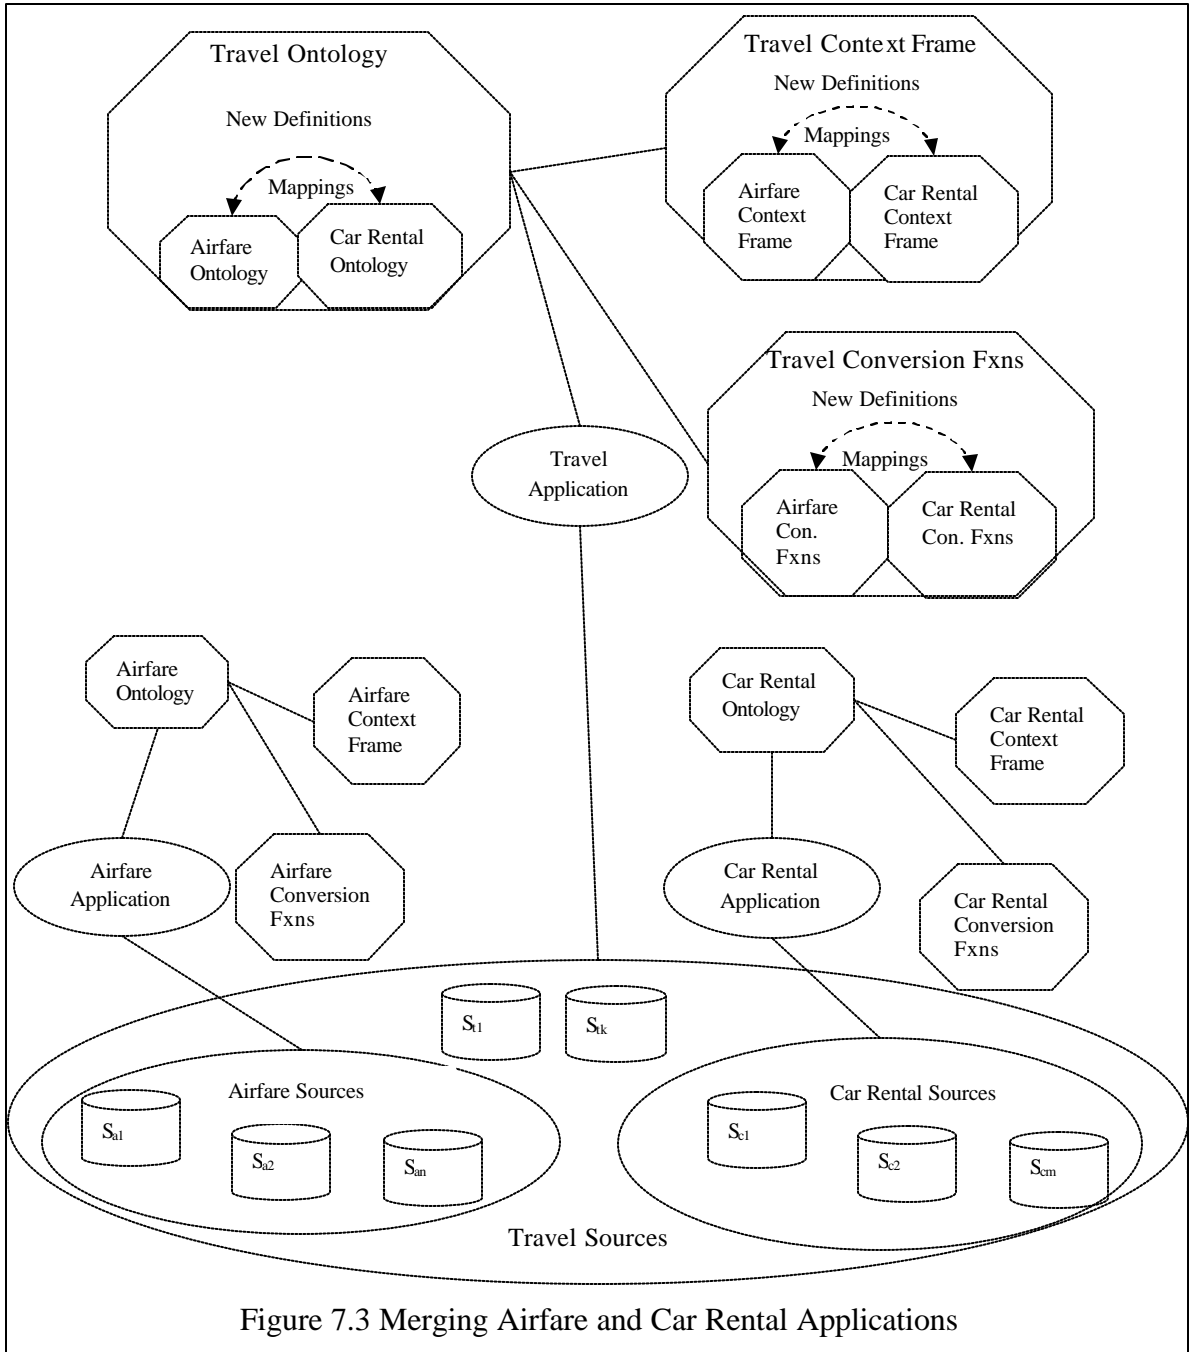 Travel Ontology
New Definitions
Mappings
Airfare
Ontology
Car Rental
Ontology
Travel Context Frame
New Definitions
Mappings
Airfare
Context
Frame
Car Rental
Context
Frame
Travel Conversion Fxns
New Definitions
Mappings
Airfare
Con.
Fxns
Car Rental
Con. Fxns
Travel
Application
Airfare
Ontology
Airfare
Context
Frame
Airfare
Application
Airfare
Conversion
Fxns
Car Rental
Ontology
Car Rental
Context
Frame
Car Rental
Application
Car Rental
Conversion
Fxns
St1
Stk
Airfare Sources
Sa1
Sa2
San
Car Rental Sources
Sc1
Sc2
Scm
Travel Sources
Figure 7.3 Merging Airfare and Car Rental Applications